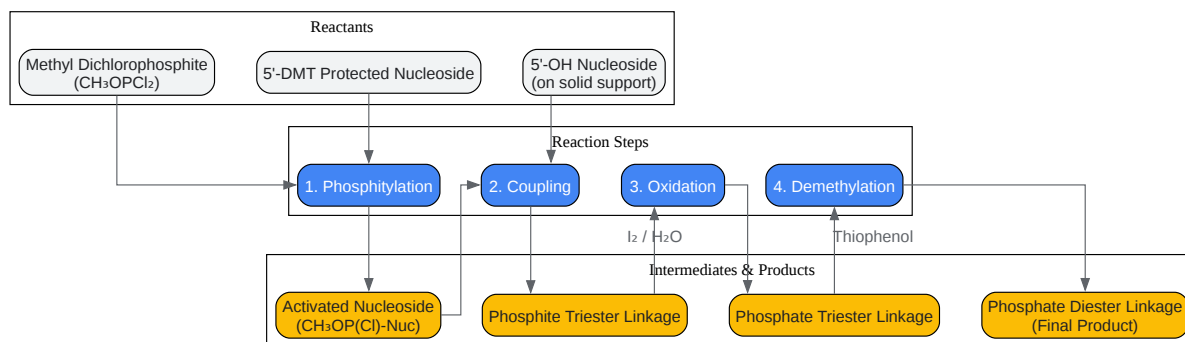 Reactants
Methyl Dichlorophosphite
(CH₃OPCl₂)
5'-DMT Protected Nucleoside
5'-OH Nucleoside
(on solid support)
Reaction Steps
1. Phosphitylation
2. Coupling
3. Oxidation
4. Demethylation
I₂ / H₂O
Thiophenol
Intermediates & Products
Activated Nucleoside
(CH₃OP(Cl)-Nuc)
Phosphite Triester Linkage
Phosphate Triester Linkage
Phosphate Diester Linkage
(Final Product)